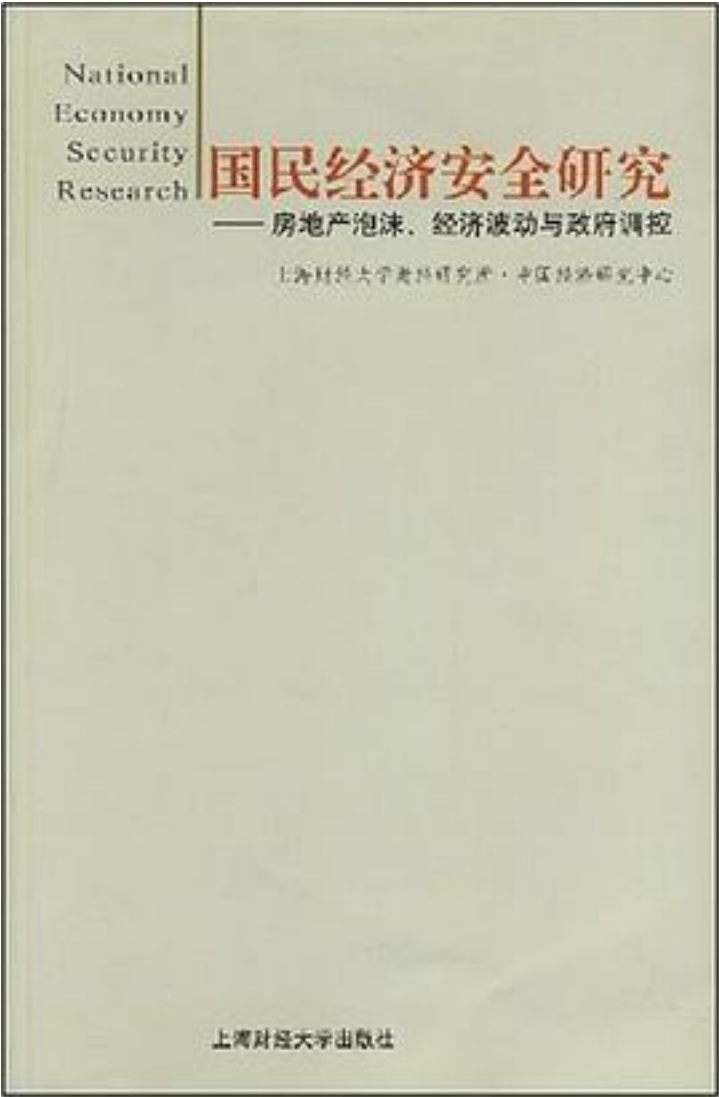 National
Economy
Security
Research
国民经济安全研究
——房地产泡沫、经济波动与政府调控
上海财经大学财经研究所·中国经济研究中心
上海财经大学出版社